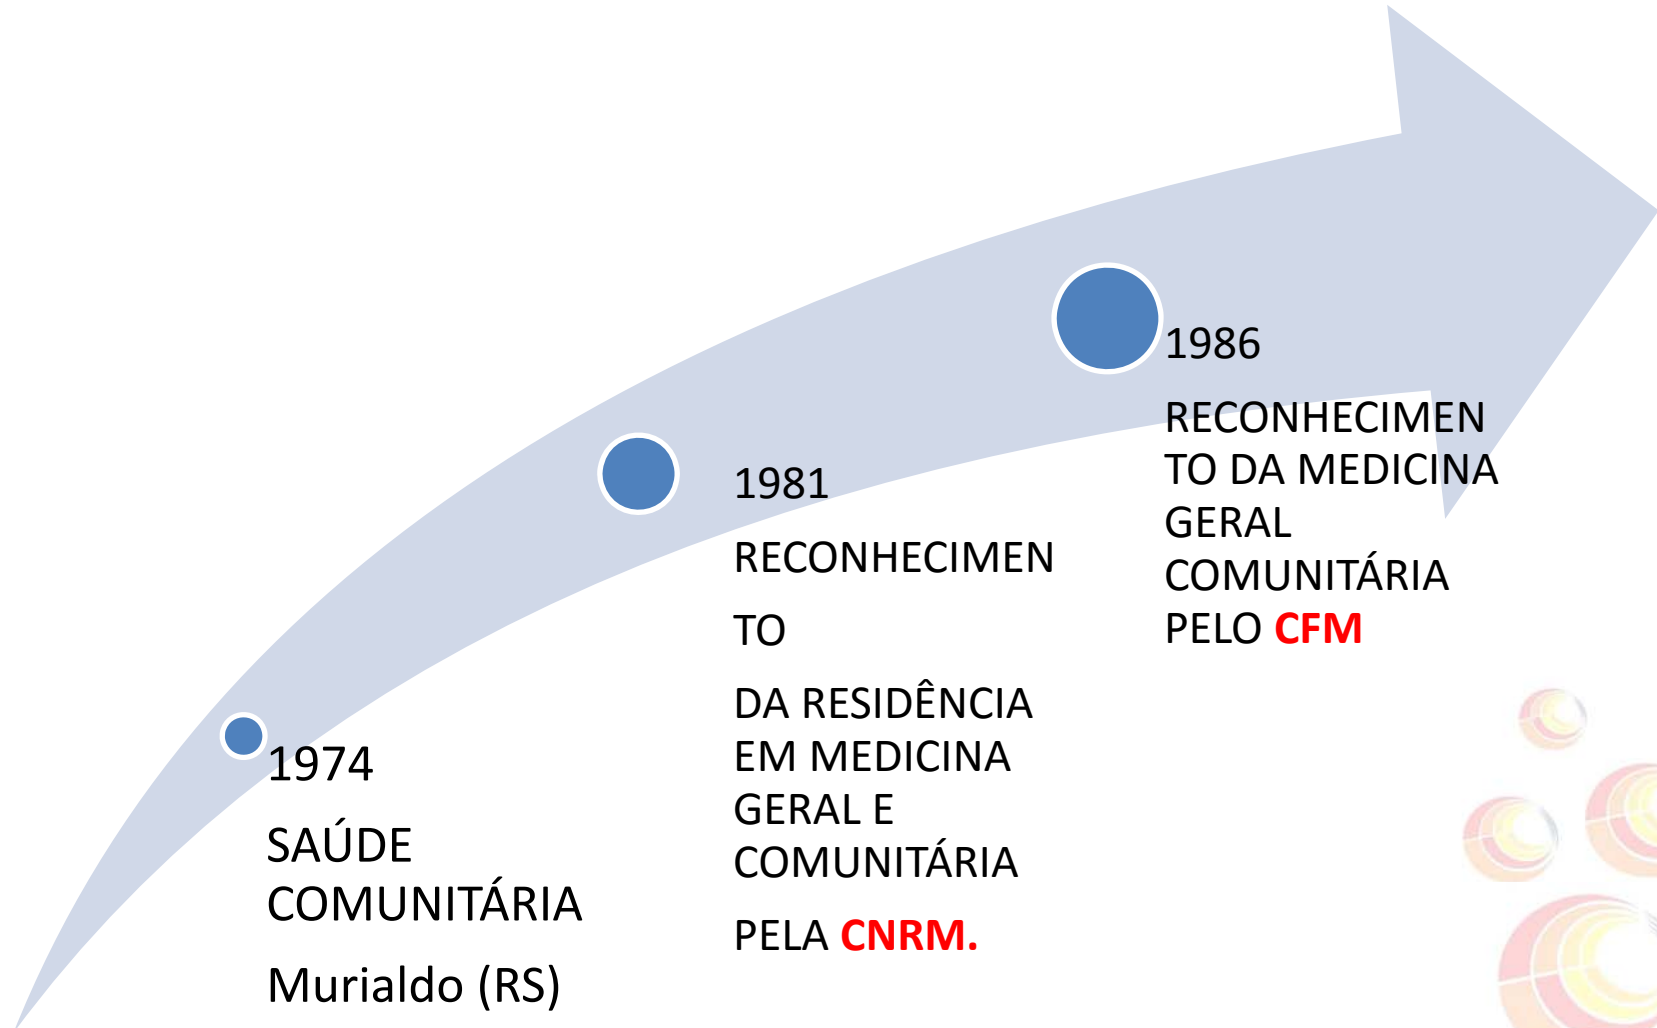 1974
SAÚDE
COMUNITÁRIA
Murialdo (RS)
1981
RECONHECIMEN
TO
DA RESIDÊNCIA
EM MEDICINA
GERAL E
COMUNITÁRIA
PELA CNRM.
1986
RECONHECIMEN
TO DA MEDICINA
GERAL
COMUNITÁRIA
PELO CFM